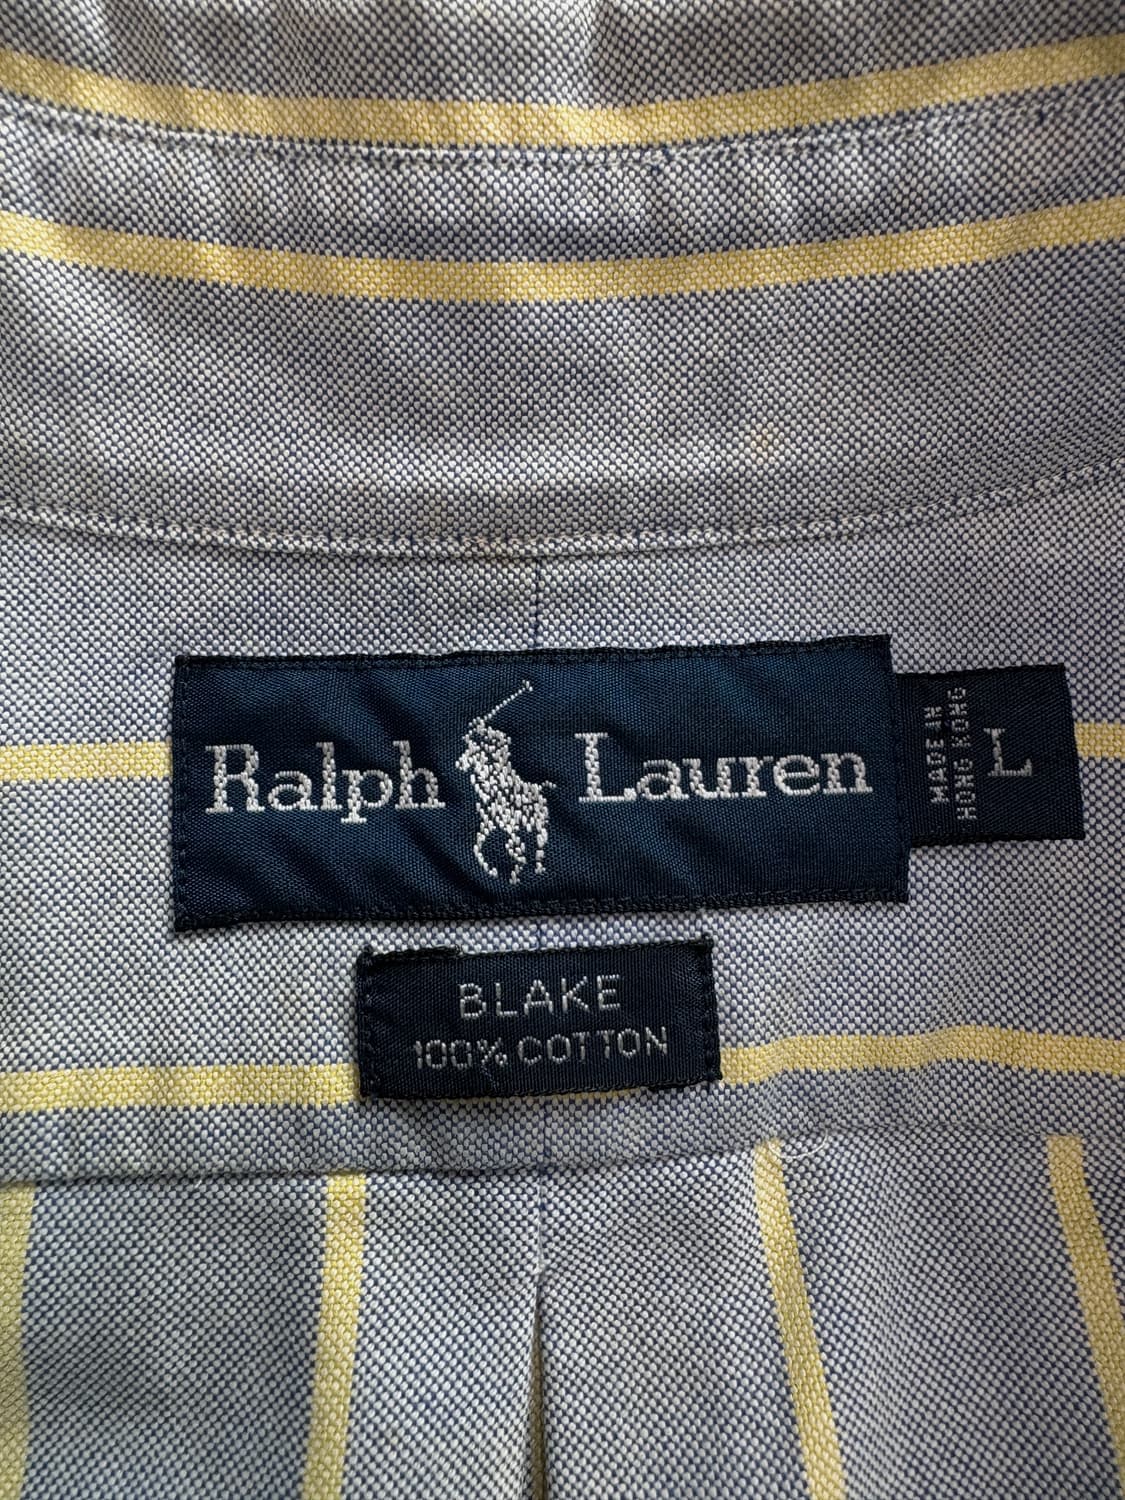 Ralph Lauren
MADE IN
HONG KONG
L
BLAKE
100% COTTON